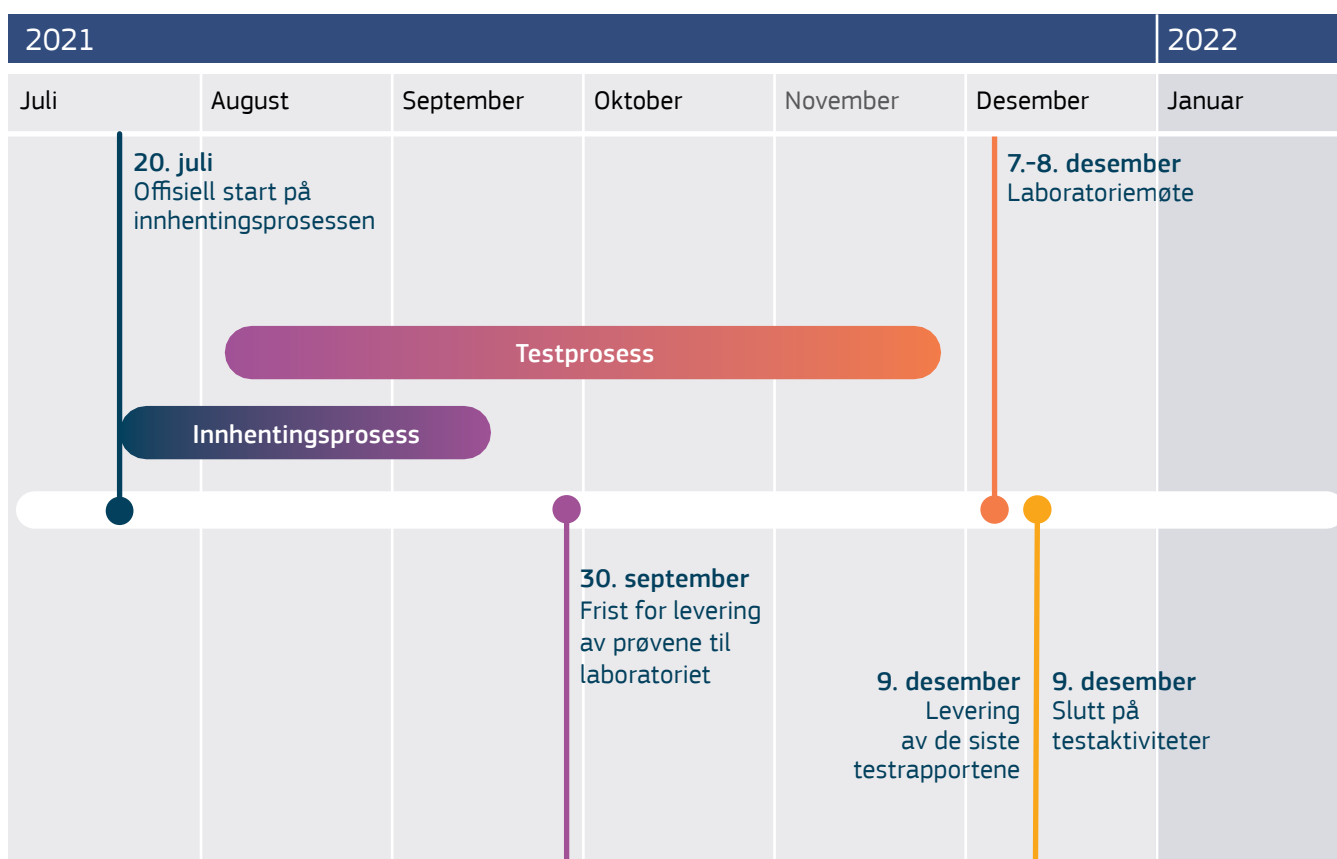 2021
2022
Juli
August
September
Oktober
November
Desember
Januar
20. juli
Offisiell start på
innhentingsprosessen
7.-8. desember
Laboratoriemøte
Testprosess
Innhentingsprosess
30. september
Frist for levering
av prøvene til
laboratoriet
9. desember
Levering
av de siste
testrapportene
9. desember
Slutt på
testaktiviteter